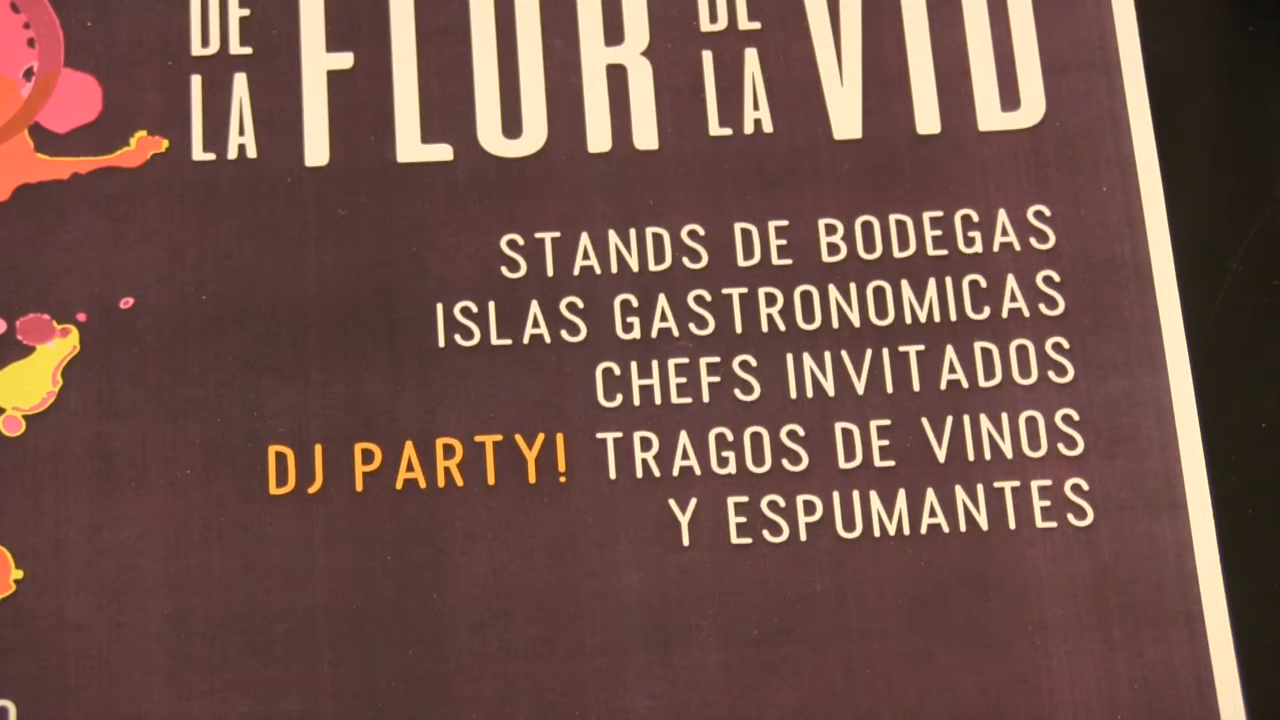 DE LA FLOR DE LA VID
STANDS DE BODEGAS
ISLAS GASTRONOMICAS
CHEFS INVITADOS
DJ PARTY! TRAGOS DE VINOS
Y ESPUMANTES